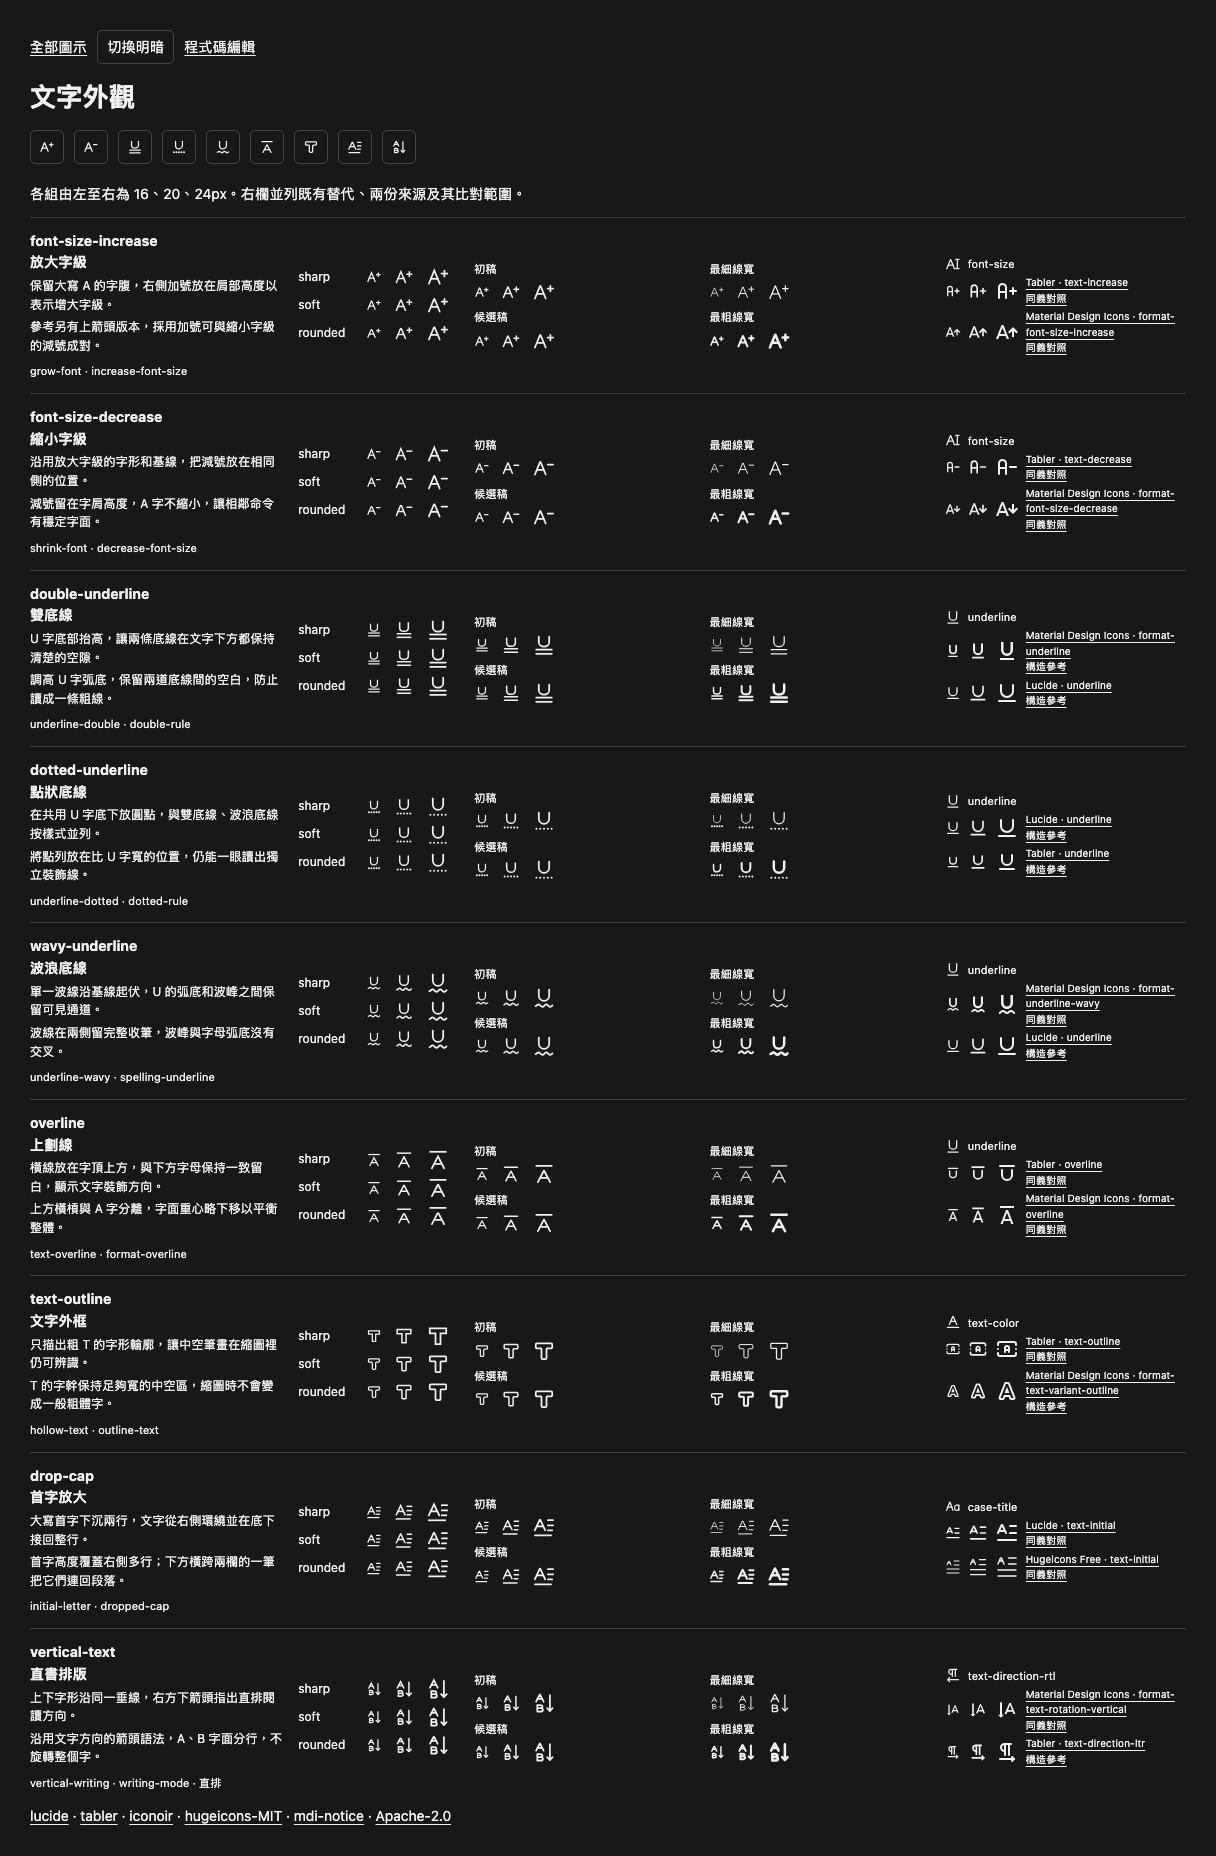 全部圖示 切換明暗 程式碼編輯
文字外觀
各組由左至右為 16、20、24px。右欄並列既有替代、兩份來源及其比對範圍。
font-size-increase
放大字級
保留大寫 A 的字腹，右側加號放在肩部高度以
表示增大字級。
參考另有上箭頭版本，採用加號可與縮小字級
的減號成對。
grow-font · increase-font-size
sharp
soft
rounded
初稿
候選稿
最細線寬
最粗線寬
font-size
Tabler · text-increase
同義對照
Material Design Icons · format-
font-size-increase
同義對照
font-size-decrease
縮小字級
沿用放大字級的字形和基線，把減號放在相同
側的位置。
減號留在字肩高度，A 字不縮小，讓相鄰命令
有穩定字面。
shrink-font · decrease-font-size
sharp
soft
rounded
初稿
候選稿
最細線寬
最粗線寬
font-size
Tabler · text-decrease
同義對照
Material Design Icons · format-
font-size-decrease
同義對照
double-underline
雙底線
U 字底部抬高，讓兩條底線在文字下方都保持
清楚的空隙。
調高 U 字弧底，保留兩道底線間的空白，防止
讀成一條粗線。
underline-double · double-rule
sharp
soft
rounded
初稿
候選稿
最細線寬
最粗線寬
underline
Material Design Icons · format-
underline
構造參考
Lucide · underline
構造參考
dotted-underline
點狀底線
在共用 U 字底下放圓點，與雙底線、波浪底線
按樣式並列。
將點列放在比 U 字寬的位置，仍能一眼讀出獨
立裝飾線。
underline-dotted · dotted-rule
sharp
soft
rounded
初稿
候選稿
最細線寬
最粗線寬
underline
Lucide · underline
構造參考
Tabler · underline
構造參考
wavy-underline
波浪底線
單一波線沿基線起伏，U 的弧底和波峰之間保
留可見通道。
波線在兩側留完整收筆，波峰與字母弧底沒有
交叉。
underline-wavy · spelling-underline
sharp
soft
rounded
初稿
候選稿
最細線寬
最粗線寬
underline
Material Design Icons · format-
underline-wavy
同義對照
Lucide · underline
構造參考
overline
上劃線
橫線放在字頂上方，與下方字母保持一致留
白，顯示文字裝飾方向。
上方橫槓與 A 字分離，字面重心略下移以平衡
整體。
text-overline · format-overline
sharp
soft
rounded
初稿
候選稿
最細線寬
最粗線寬
underline
Tabler · overline
同義對照
Material Design Icons · format-
overline
同義對照
text-outline
文字外框
只描出粗 T 的字形輪廓，讓中空筆畫在縮圖裡
仍可辨識。
T 的字幹保持足夠寬的中空區，縮圖時不會變
成一般粗體字。
hollow-text · outline-text
sharp
soft
rounded
初稿
候選稿
最細線寬
最粗線寬
text-color
Tabler · text-outline
同義對照
Material Design Icons · format-
text-variant-outline
構造參考
drop-cap
首字放大
大寫首字下沉兩行，文字從右側環繞並在底下
接回整行。
首字高度覆蓋右側多行；下方橫跨兩欄的一筆
把它們連回段落。
initial-letter · dropped-cap
sharp
soft
rounded
初稿
候選稿
最細線寬
最粗線寬
case-title
Lucide · text-initial
同義對照
Hugeicons Free · text-initial
同義對照
vertical-text
直書排版
上下字形沿同一垂線，右方下箭頭指出直排閱
讀方向。
沿用文字方向的箭頭語法，A、B 字面分行，不
旋轉整個字。
vertical-writing · writing-mode · 直排
sharp
soft
rounded
初稿
候選稿
最細線寬
最粗線寬
text-direction-rtl
Material Design Icons · format-
text-rotation-vertical
同義對照
Tabler · text-direction-ltr
構造參考
lucide · tabler · iconoir · hugeicons-MIT · mdi-notice · Apache-2.0